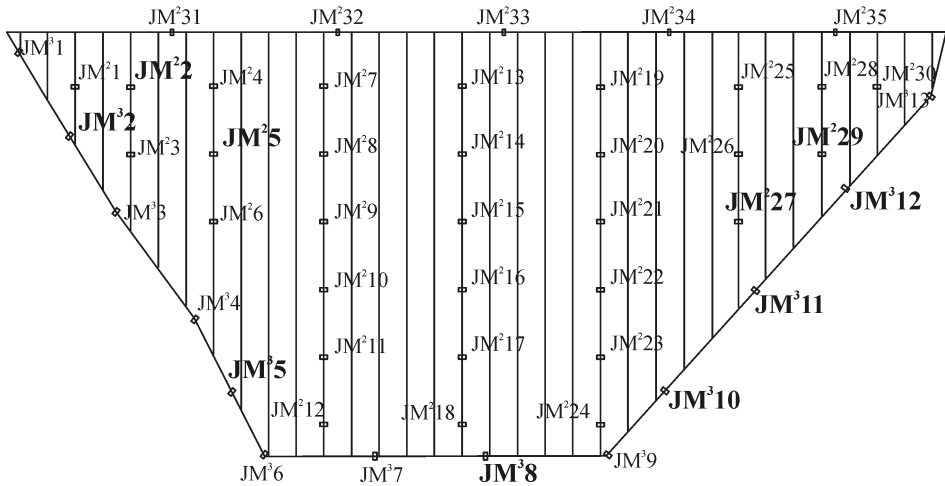 JM²31 JM²32 JM²33 JM²34 JM²35
JM³1
JM²1 JM²2 JM²4 JM²7 JM²13 JM²19 JM²25 JM²28 JM²30
JM³13
JM³2
JM²3 JM²5 JM²8 JM²14 JM²20 JM²26 JM²29
JM³3 JM²6 JM²9 JM²15 JM²21 JM²27 JM³12
JM²10 JM²16 JM²22 JM³11
JM³4
JM³5 JM²11 JM²17 JM²23
JM³10
JM²12 JM²18 JM²24
JM³6 JM³7 JM³8 JM³9